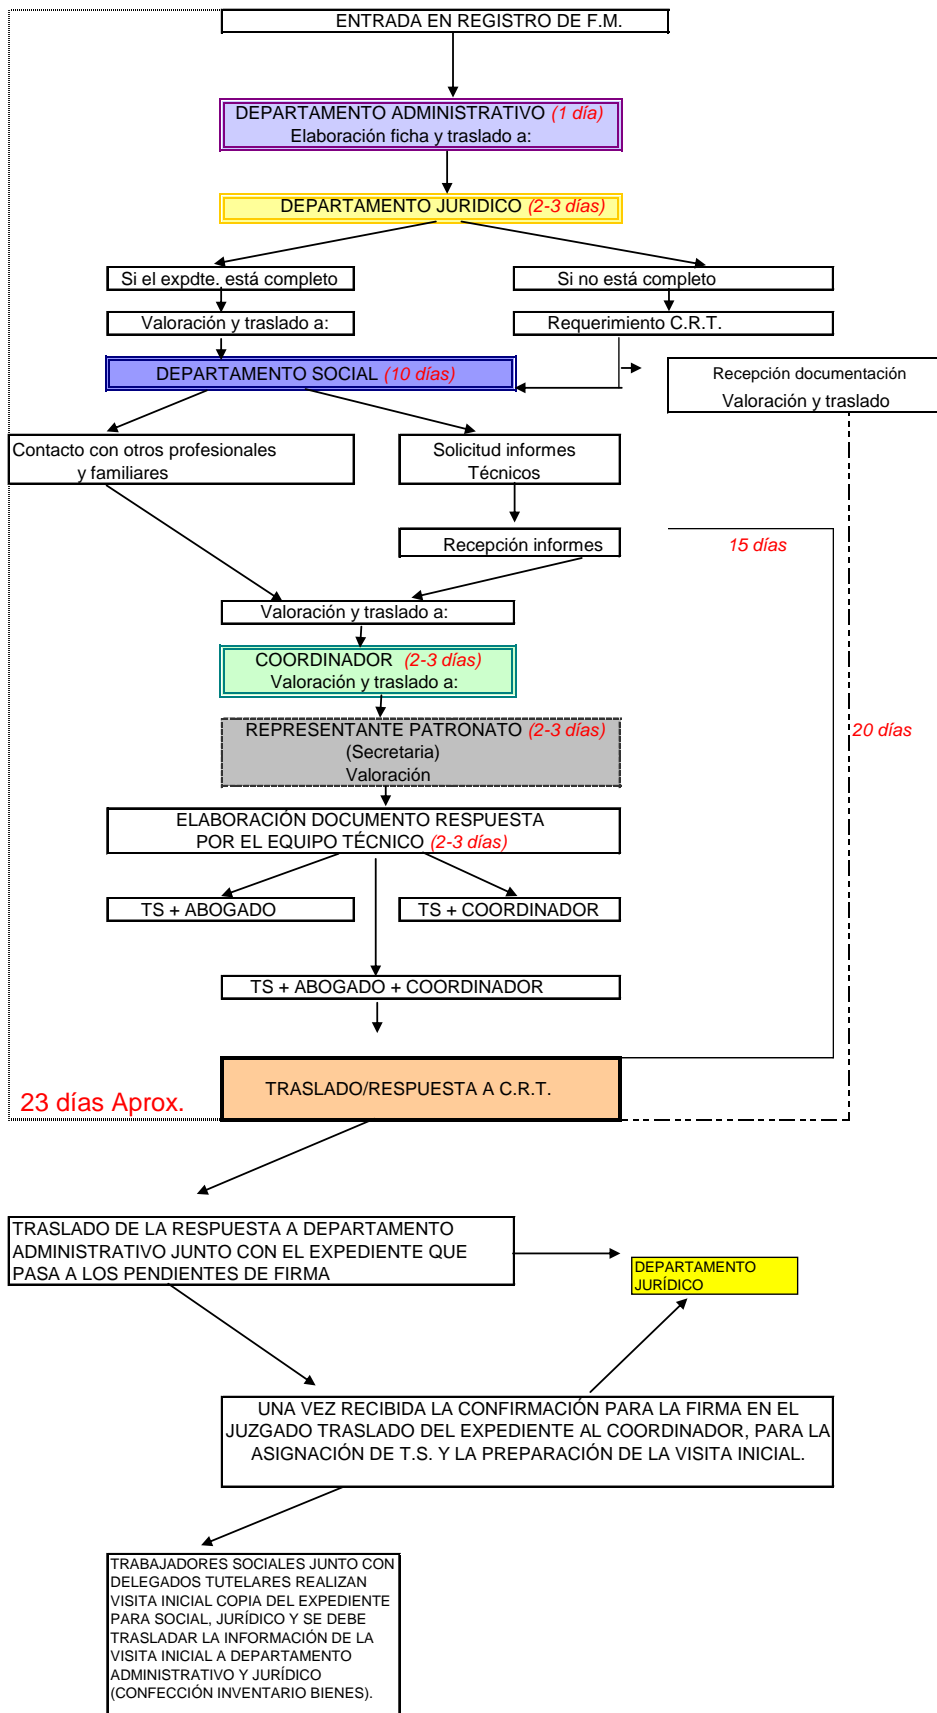 ENTRADA EN REGISTRO DE F.M.
DEPARTAMENTO ADMINISTRATIVO (1 día)
Elaboración ficha y traslado a:
DEPARTAMENTO JURIDICO (2-3 días)
Si el expdte. está completo
Si no está completo
Valoración y traslado a:
Requerimiento C.R.T.
DEPARTAMENTO SOCIAL (10 días)
Recepción documentación
Valoración y traslado
Contacto con otros profesionales
y familiares
Solicitud informes
Técnicos
Recepción informes
15 días
Valoración y traslado a:
COORDINADOR (2-3 días)
Valoración y traslado a:
REPRESENTANTE PATRONATO (2-3 días)
(Secretaria)
Valoración
20 días
ELABORACIÓN DOCUMENTO RESPUESTA
POR EL EQUIPO TÉCNICO (2-3 días)
TS + ABOGADO
TS + COORDINADOR
TS + ABOGADO + COORDINADOR
TRASLADO/RESPUESTA A C.R.T.
23 días Aprox.
TRASLADO DE LA RESPUESTA A DEPARTAMENTO
ADMINISTRATIVO JUNTO CON EL EXPEDIENTE QUE
PASA A LOS PENDIENTES DE FIRMA
DEPARTAMENTO
JURÍDICO
UNA VEZ RECIBIDA LA CONFIRMACIÓN PARA LA FIRMA EN EL
JUZGADO TRASLADO DEL EXPEDIENTE AL COORDINADOR, PARA LA
ASIGNACIÓN DE T.S. Y LA PREPARACIÓN DE LA VISITA INICIAL.
TRABAJADORES SOCIALES JUNTO CON
DELEGADOS TUTELARES REALIZAN
VISITA INICIAL COPIA DEL EXPEDIENTE
PARA SOCIAL, JURÍDICO Y SE DEBE
TRASLADAR LA INFORMACIÓN DE LA
VISITA INICIAL A DEPARTAMENTO
ADMINISTRATIVO Y JURÍDICO
(CONFECCIÓN INVENTARIO BIENES).